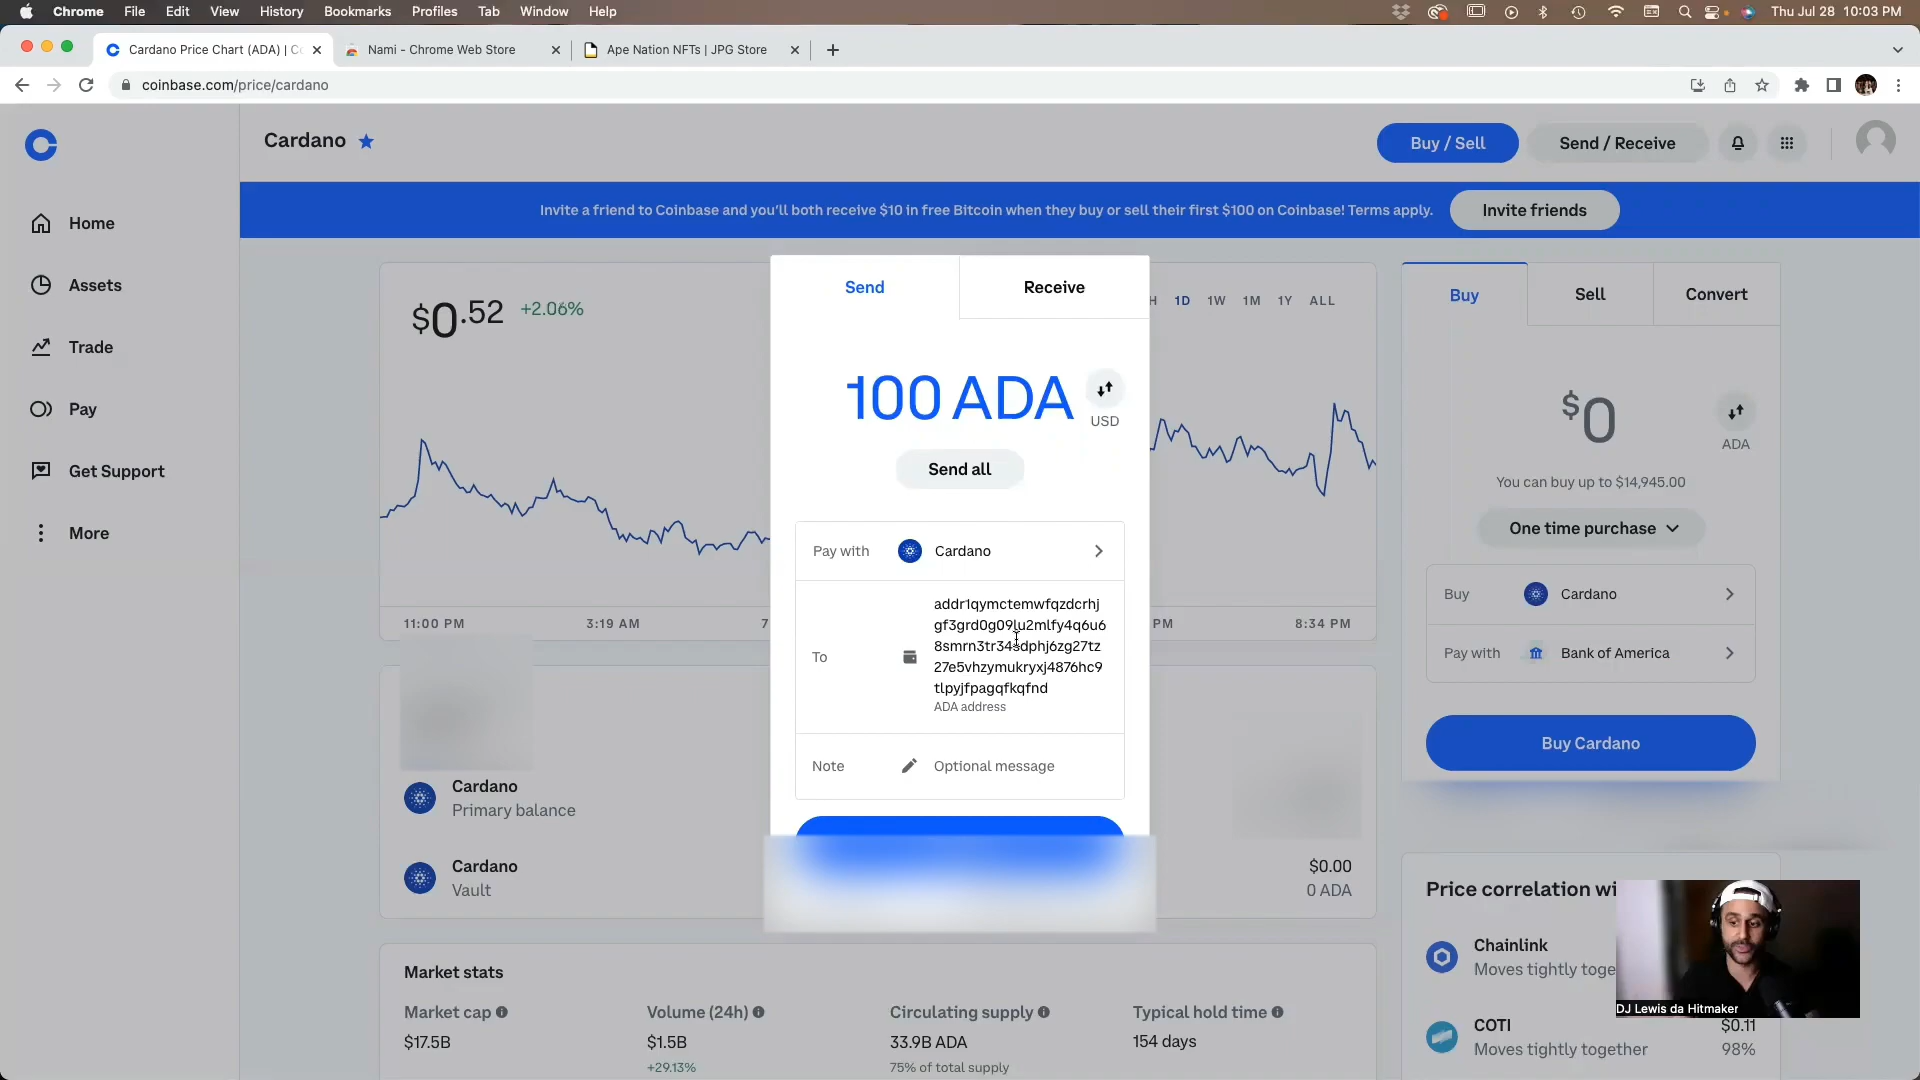 Chrome File Edit View History Bookmarks Profiles Tab Window Help Thu Jul 28 10:03 PM
Cardano Price Chart (ADA) | Co
Nami - Chrome Web Store
Ape Nation NFTs | JPG Store
coinbase.com/price/cardano
Cardano
Buy / Sell
Send / Receive
Invite a friend to Coinbase and you'll both receive $10 in free Bitcoin when they buy or sell their first $100 on Coinbase! Terms apply.
Invite friends
Home
Assets
Trade
Pay
Get Support
More
$0.52 +2.06%
H 1D 1W 1M 1Y ALL
11:00 PM 3:19 AM 7 PM 8:34 PM
Send
Receive
100 ADA
USD
Send all
Pay with Cardano
To
addr1qymctemwfqzdcrhj
gf3grd0g09lu2mlfy4q6u6
8smrn3tr34sdphj6zg27tz
27e5vhzymukryxj4876hc9
tlpyjfpagqfkqfnd
ADA address
Note Optional message
Buy
Sell
Convert
$0
ADA
You can buy up to $14,945.00
One time purchase
Buy Cardano
Pay with Bank of America
Buy Cardano
Cardano
Primary balance
Cardano
Vault
$0.00
0 ADA
Market stats
Market cap
$17.5B
Volume (24h)
$1.5B
+29.13%
Circulating supply
33.9B ADA
75% of total supply
Typical hold time
154 days
Price correlation wi
Chainlink
Moves tightly toge
COTI
Moves tightly together
$0.11
98%
DJ Lewis da Hitmaker